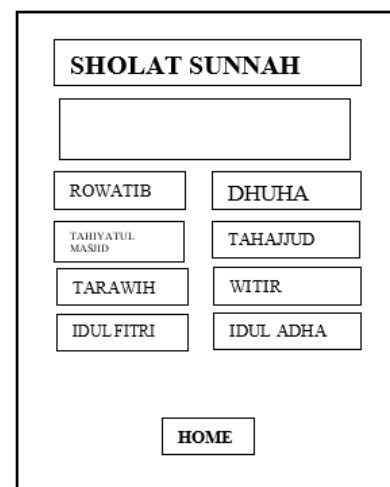 SHOLAT SUNNAH
ROWATIB
DHUHA
TAHIYATUL
MASJID
TAHAJJUD
TARAWIH
WITIR
IDUL FITRI
IDUL ADHA
HOME